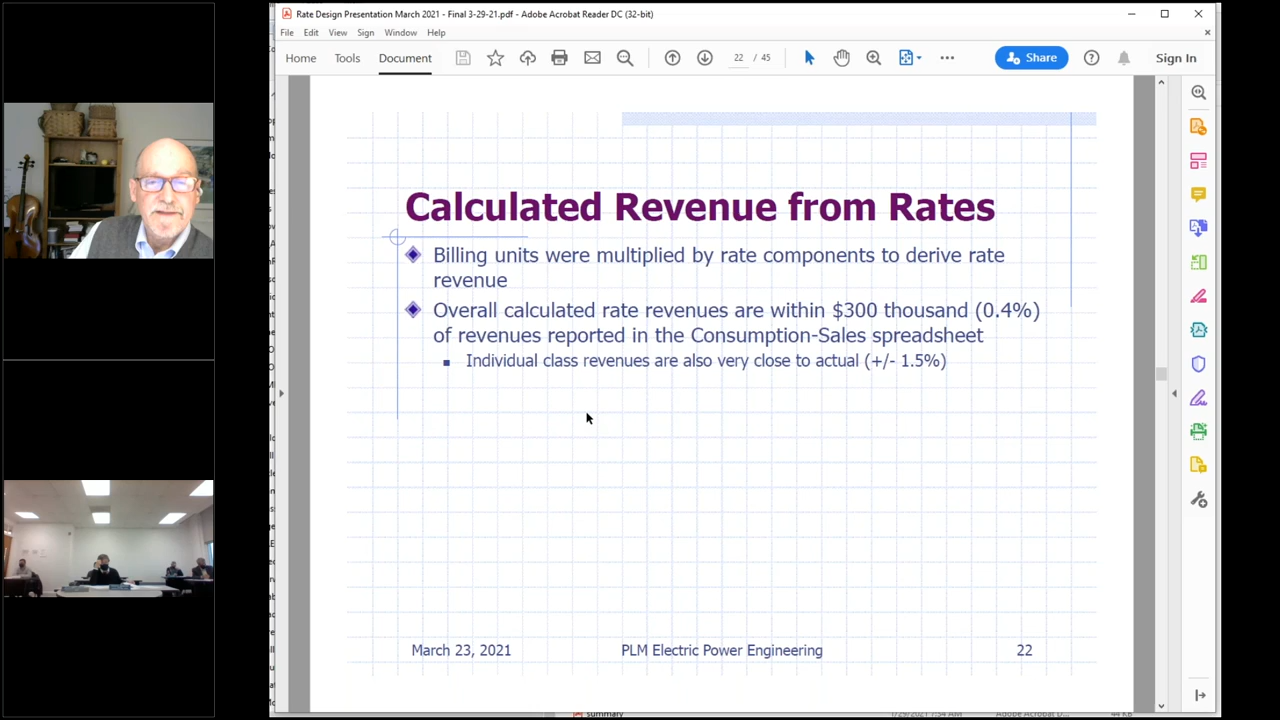 Rate Design Presentation March 2021 - Final 3-29-21.pdf - Adobe Acrobat Reader DC (32-bit)
File Edit View Sign Window Help
Home Tools Document 22 / 45 Share Sign In
Calculated Revenue from Rates
Billing units were multiplied by rate components to derive rate
revenue
Overall calculated rate revenues are within $300 thousand (0.4%)
of revenues reported in the Consumption-Sales spreadsheet
Individual class revenues are also very close to actual (+/- 1.5%)
March 23, 2021 PLM Electric Power Engineering 22
summary